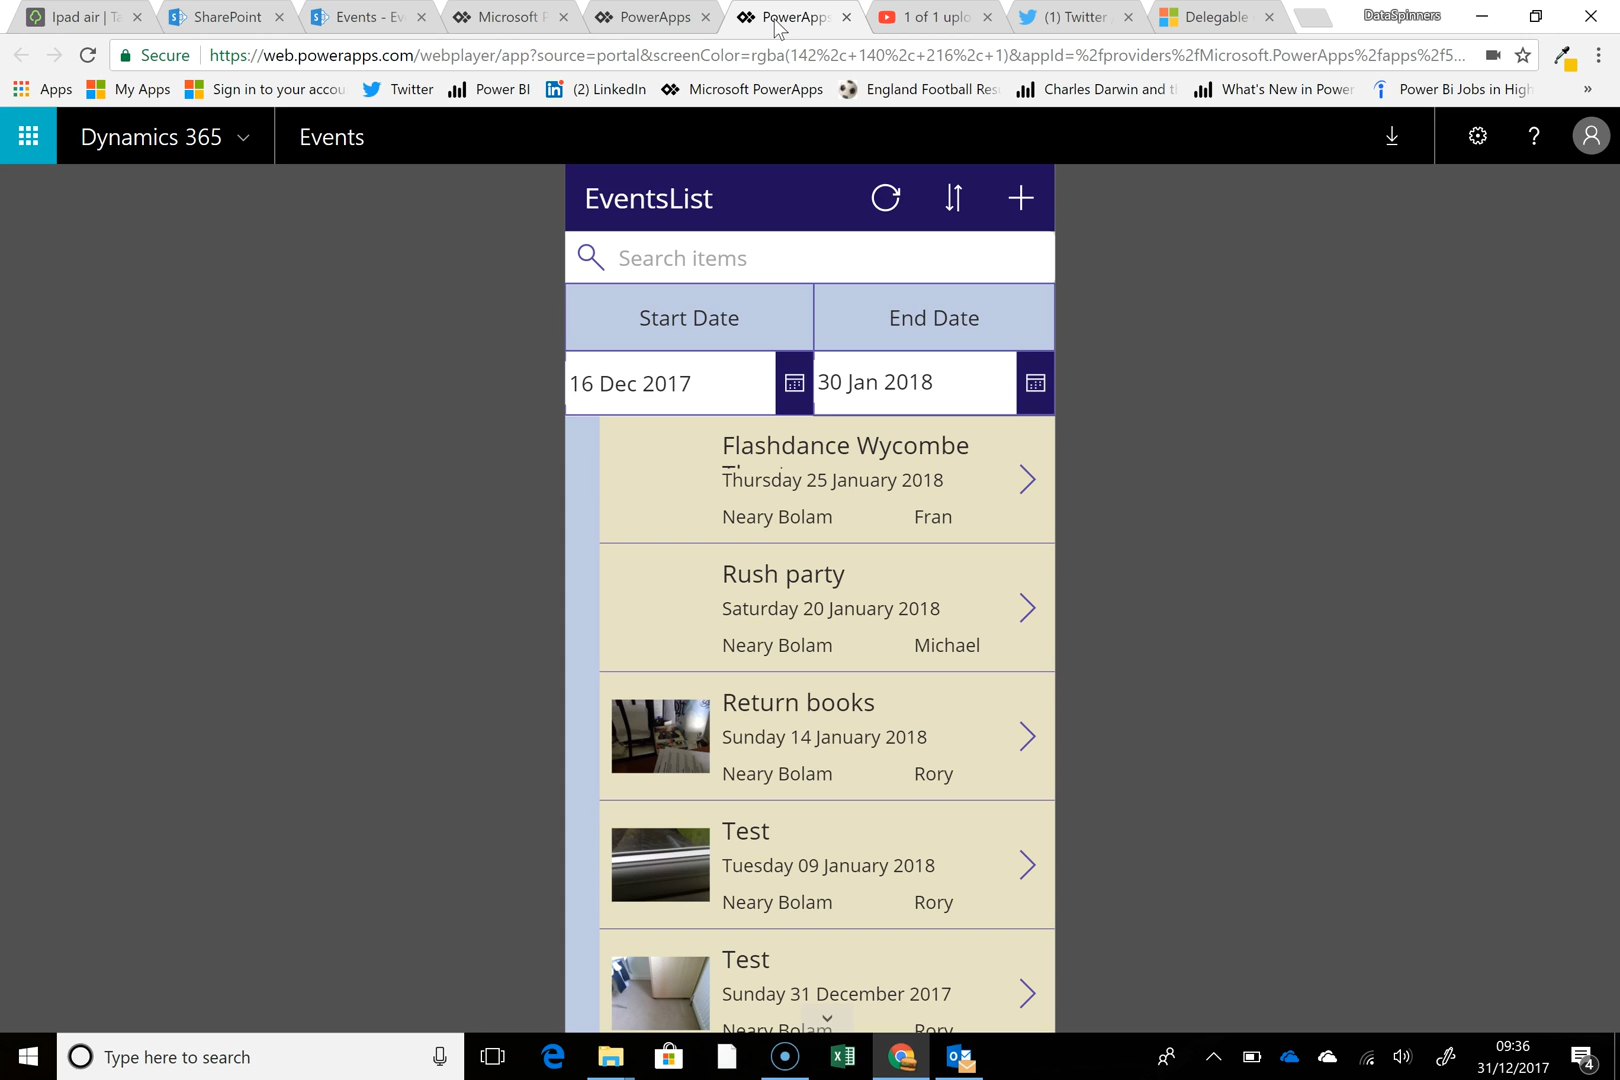 Ipad air | Ta
SharePoint
Events - Eve
Microsoft P
PowerApps
PowerApps
1 of 1 uplo
(1) Twitter
Delegable
DataSpinners
Secure
https://web.powerapps.com/webplayer/app?source=portal&screenColor=rgba(142%2c+140%2c+216%2c+1)&appId=%2fproviders%2fMicrosoft.PowerApps%2fapps%2f5...
Apps
My Apps
Sign in to your accou
Twitter
Power BI
(2) LinkedIn
Microsoft PowerApps
England Football Res
Charles Darwin and t
What's New in Power
Power Bi Jobs in High
»
Dynamics 365
Events
?
EventsList
Search items
Start Date
End Date
16 Dec 2017
30 Jan 2018
Flashdance Wycombe
Thursday 25 January 2018
Neary Bolam
Fran
Rush party
Saturday 20 January 2018
Neary Bolam
Michael
Return books
Sunday 14 January 2018
Neary Bolam
Rory
Test
Tuesday 09 January 2018
Neary Bolam
Rory
Test
Sunday 31 December 2017
Neary Bolam
Rory
Type here to search
09:36
31/12/2017
4